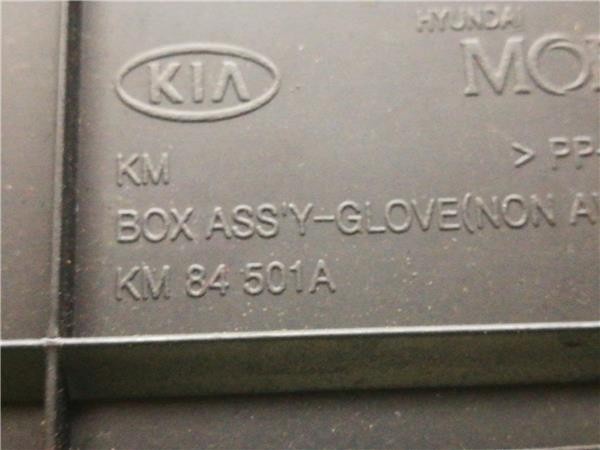 HYUNDAI
KIA
KM
BOX ASS'Y-GLOVE(NON
KM 84 501A